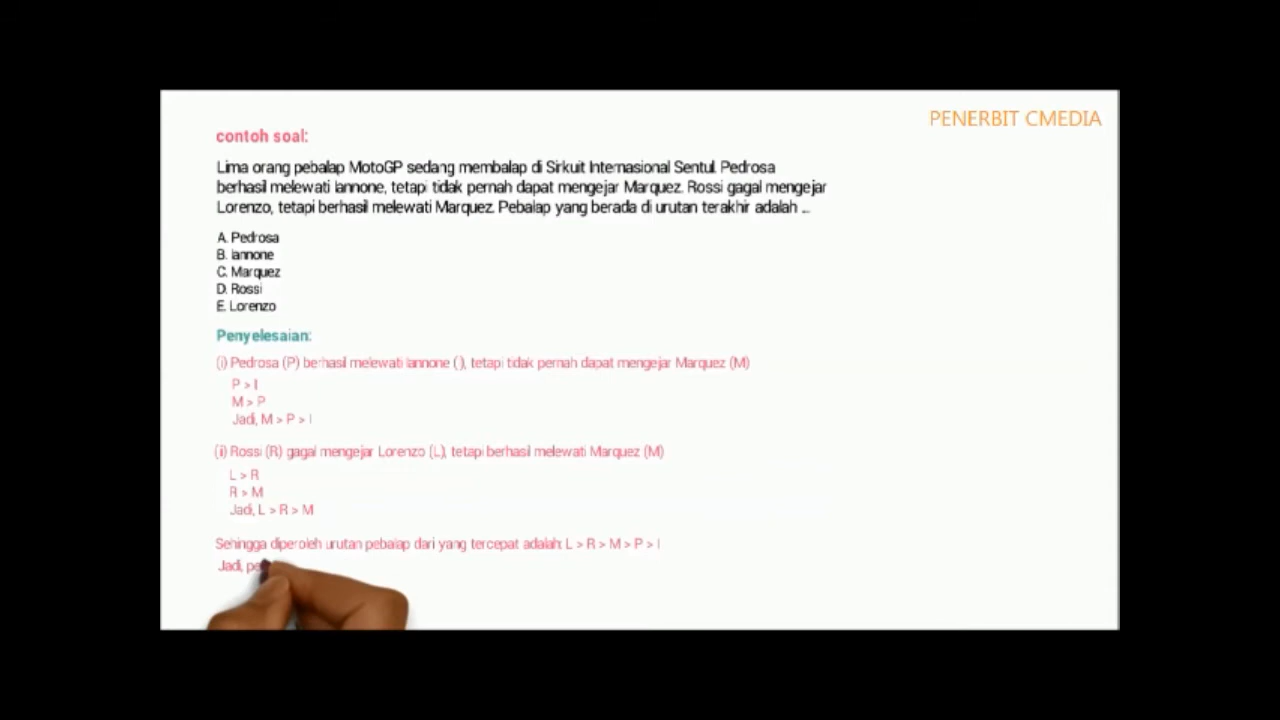 PENERBIT CMEDIA
contoh soal:
Lima orang pebalap MotoGP sedang membalap di Sirkuit Internasional Sentul. Pedrosa
berhasil melewati Iannone, tetapi tidak pernah dapat mengejar Marquez. Rossi gagal mengejar
Lorenzo, tetapi berhasil melewati Marquez. Pebalap yang berada di urutan terakhir adalah ...
A. Pedrosa
B. Iannone
C. Marquez
D. Rossi
E. Lorenzo
Penyelesaian:
(i) Pedrosa (P) berhasil melewati Iannone (I), tetapi tidak pernah dapat mengejar Marquez (M)
P > I
M > P
Jadi, M > P > I
(ii) Rossi (R) gagal mengejar Lorenzo (L), tetapi berhasil melewati Marquez (M)
L > R
R > M
Jadi, L > R > M
Sehingga diperoleh urutan pebalap dari yang tercepat adalah: L > R > M > P > I
Jadi, pe